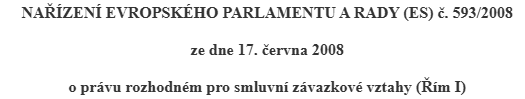 NAŘÍZENÍ EVROPSKÉHO PARLAMENTU A RADY (ES) č. 593/2008
ze dne 17. června 2008
o právu rozhodném pro smluvní závazkové vztahy (Řím I)